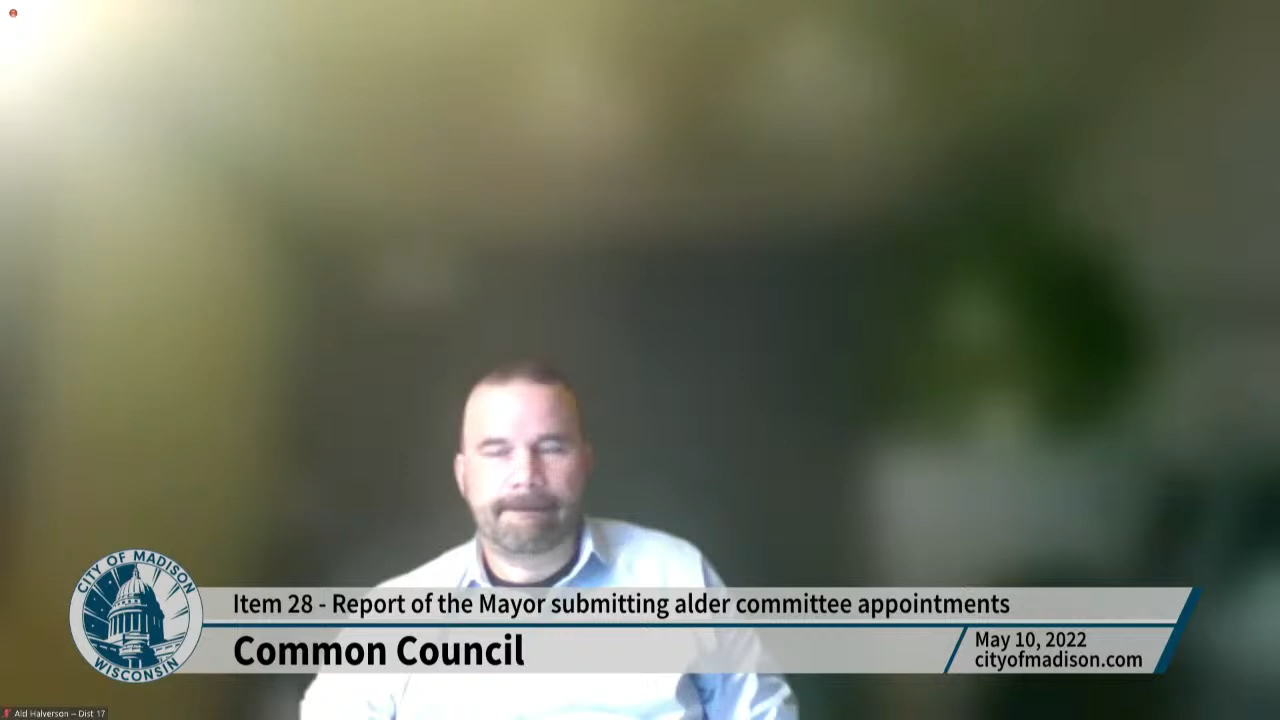 Item 28 - Report of the Mayor submitting alder committee appointments
Common Council
May 10, 2022
cityofmadison.com
CITY OF MADISON
WISCONSIN
Ald Halverson – Dist 17